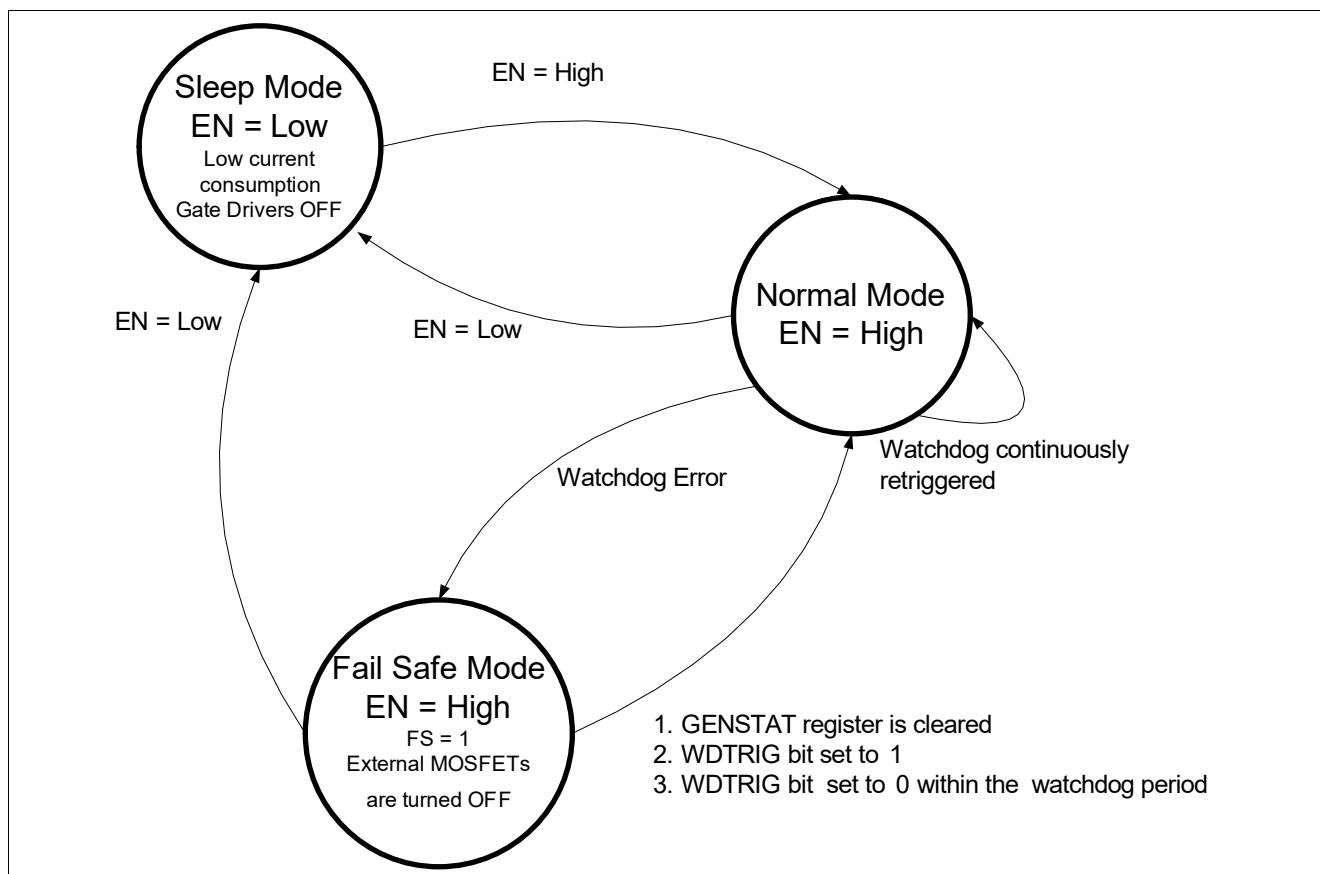 Sleep Mode
EN = Low
Low current
consumption
Gate Drivers OFF
EN = High
Normal Mode
EN = High
EN = Low
EN = Low
Watchdog continuously
retriggered
Watchdog Error
Fail Safe Mode
EN = High
FS = 1
External MOSFETs
are turned OFF
1. GENSTAT register is cleared
2. WDTRIG bit set to 1
3. WDTRIG bit set to 0 within the watchdog period